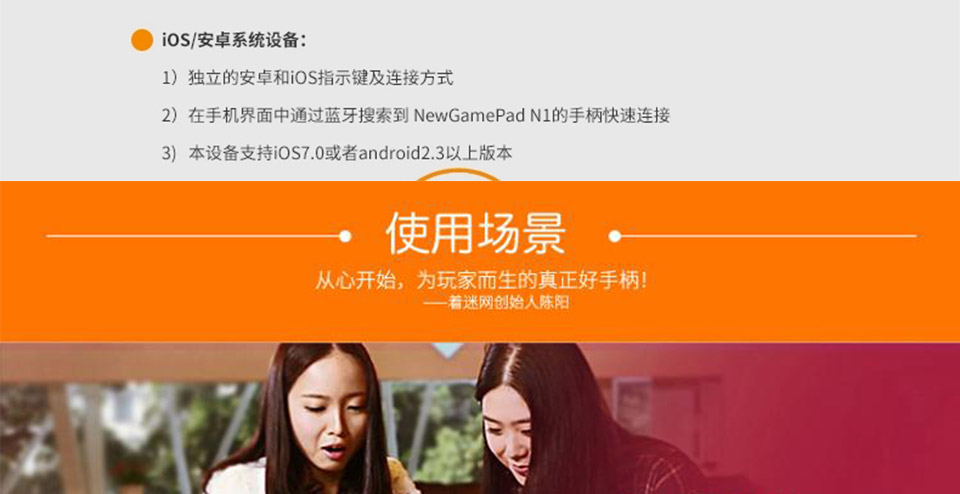 iOS/安卓系统设备：
1）独立的安卓和iOS指示键及连接方式
2）在手机界面中通过蓝牙搜索到 NewGamePad N1的手柄快速连接
3) 本设备支持iOS7.0或者android2.3以上版本
使用场景
从心开始，为玩家而生的真正好手柄！
——着迷网创始人陈阳